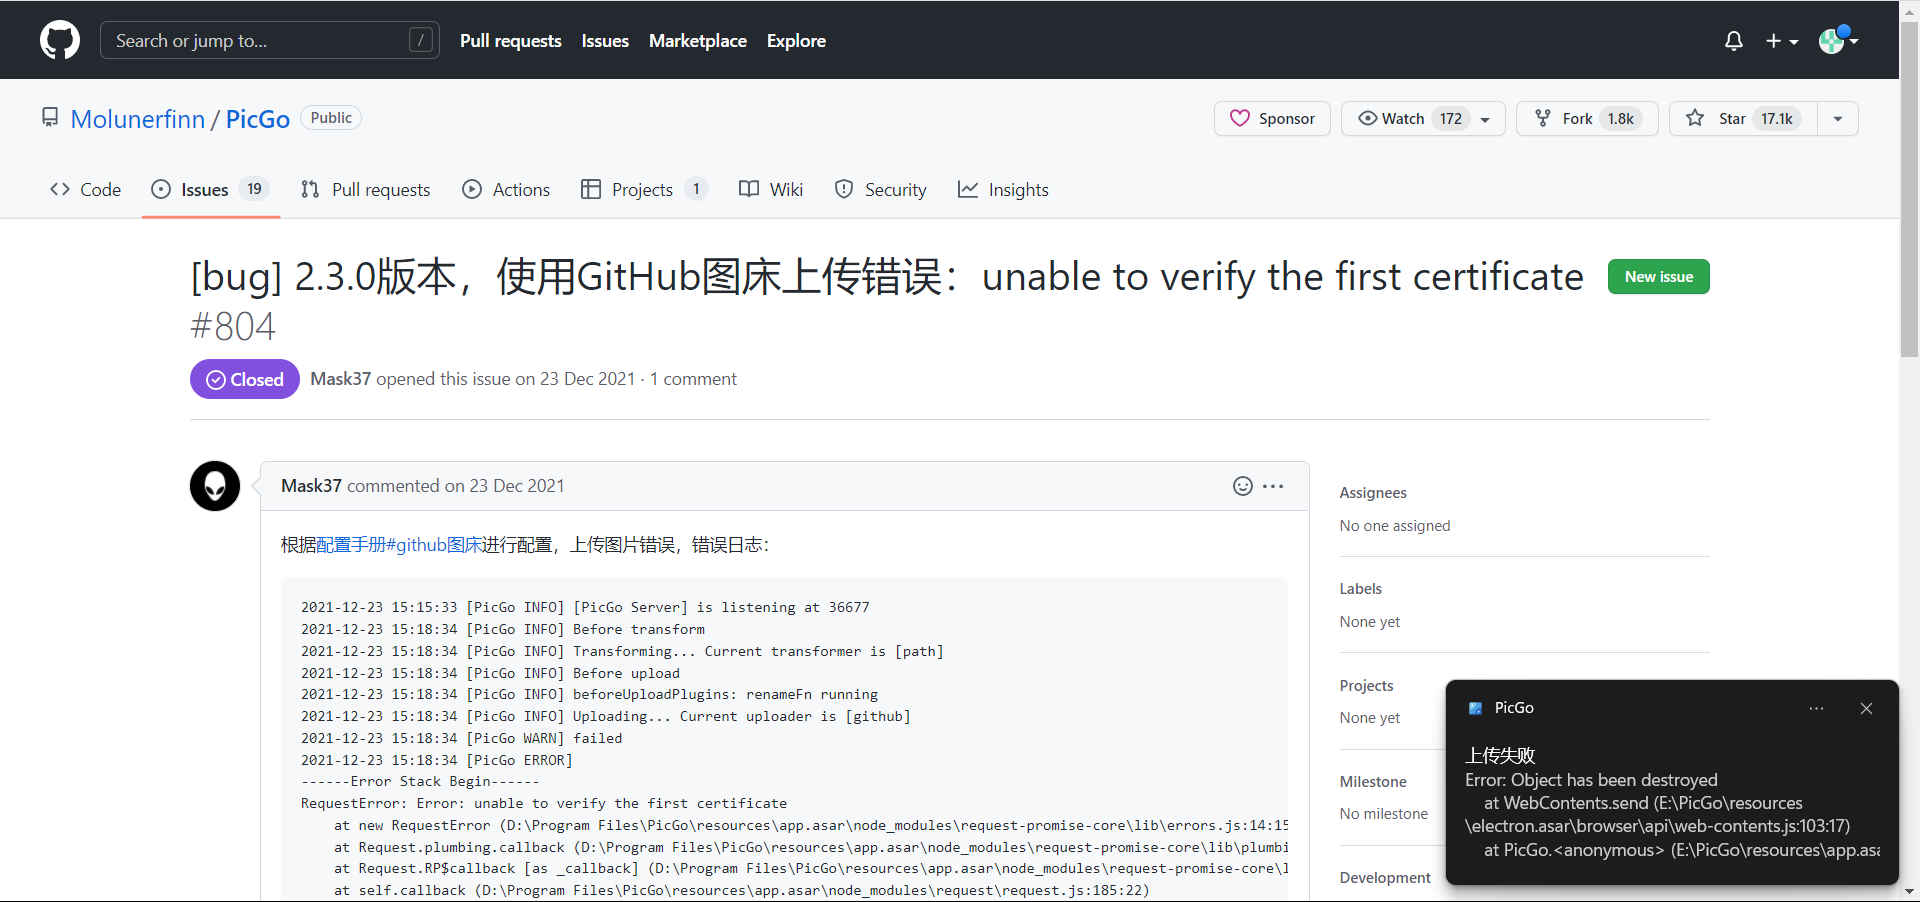 Search or jump to...
/
Pull requests
Issues
Marketplace
Explore
Molunerfinn / PicGo
Public
Sponsor
Watch 172
Fork 1.8k
Star 17.1k
Code
Issues 19
Pull requests
Actions
Projects 1
Wiki
Security
Insights
[bug] 2.3.0版本，使用GitHub图床上传错误：unable to verify the first certificate
#804
New issue
Closed
Mask37 opened this issue on 23 Dec 2021 · 1 comment
Mask37 commented on 23 Dec 2021
根据配置手册#github图床进行配置，上传图片错误，错误日志：
2021-12-23 15:15:33 [PicGo INFO] [PicGo Server] is listening at 36677
2021-12-23 15:18:34 [PicGo INFO] Before transform
2021-12-23 15:18:34 [PicGo INFO] Transforming... Current transformer is [path]
2021-12-23 15:18:34 [PicGo INFO] Before upload
2021-12-23 15:18:34 [PicGo INFO] beforeUploadPlugins: renameFn running
2021-12-23 15:18:34 [PicGo INFO] Uploading... Current uploader is [github]
2021-12-23 15:18:34 [PicGo WARN] failed
2021-12-23 15:18:34 [PicGo ERROR]
------Error Stack Begin------
RequestError: Error: unable to verify the first certificate
at new RequestError (D:\Program Files\PicGo\resources\app.asar\node_modules\request-promise-core\lib\errors.js:14:15
at Request.plumbing.callback (D:\Program Files\PicGo\resources\app.asar\node_modules\request-promise-core\lib\plumbi
at Request.RP$callback [as _callback] (D:\Program Files\PicGo\resources\app.asar\node_modules\request-promise-core\l
at self.callback (D:\Program Files\PicGo\resources\app.asar\node_modules\request\request.js:185:22)
Assignees
No one assigned
Labels
None yet
Projects
None yet
Milestone
No milestone
Development
PicGo
上传失败
Error: Object has been destroyed
at WebContents.send (E:\PicGo\resources
\electron.asar\browser\api\web-contents.js:103:17)
at PicGo.<anonymous> (E:\PicGo\resources\app.asa